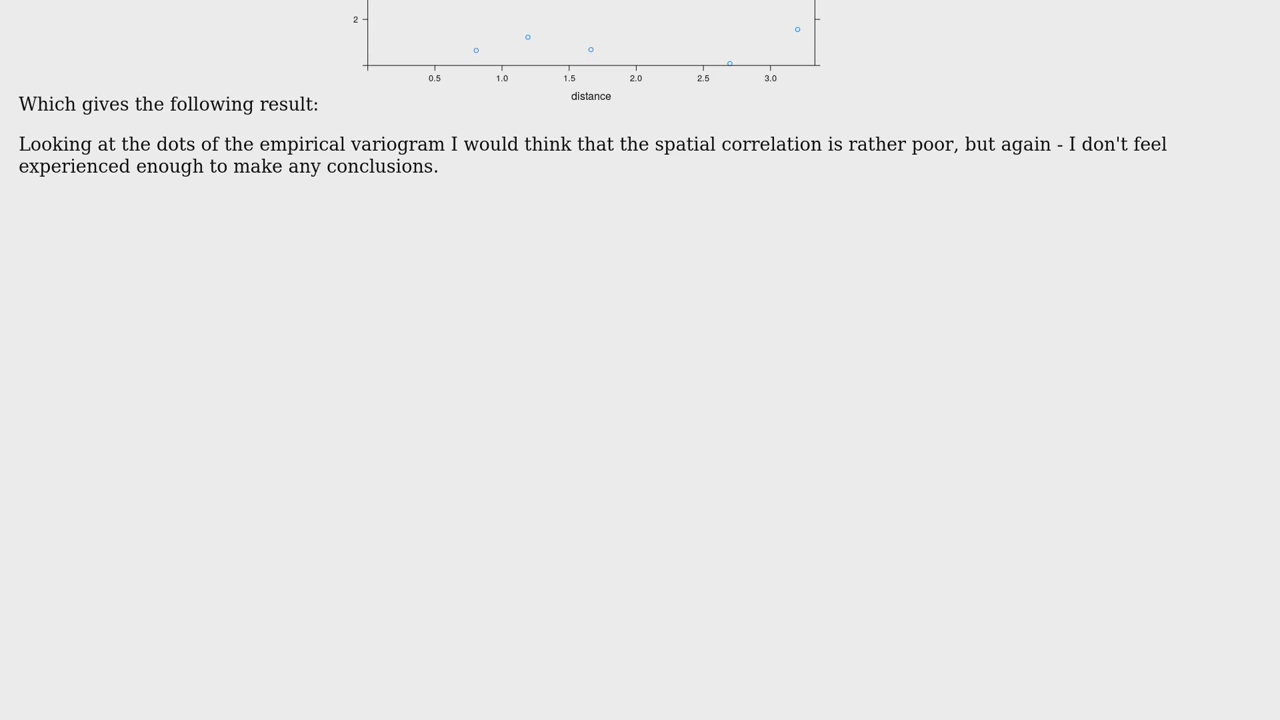 2
0.5 1.0 1.5 2.0 2.5 3.0
distance
Which gives the following result:
Looking at the dots of the empirical variogram I would think that the spatial correlation is rather poor, but again - I don't feel
experienced enough to make any conclusions.